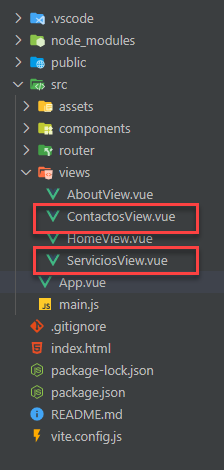 .vscode
node_modules
public
src
assets
components
router
views
AboutView.vue
ContactosView.vue
HomeView.vue
ServiciosView.vue
App.vue
main.js
.gitignore
index.html
package-lock.json
package.json
README.md
vite.config.js